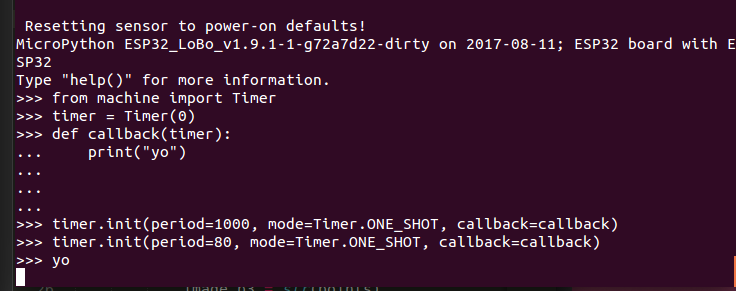 Resetting sensor to power-on defaults!
MicroPython ESP32_LoBo_v1.9.1-1-g72a7d22-dirty on 2017-08-11; ESP32 board with E
SP32
Type "help()" for more information.
>>> from machine import Timer
>>> timer = Timer(0)
>>> def callback(timer):
...     print("yo")
...
...
...
>>> timer.init(period=1000, mode=Timer.ONE_SHOT, callback=callback)
>>> timer.init(period=80, mode=Timer.ONE_SHOT, callback=callback)
>>> yo